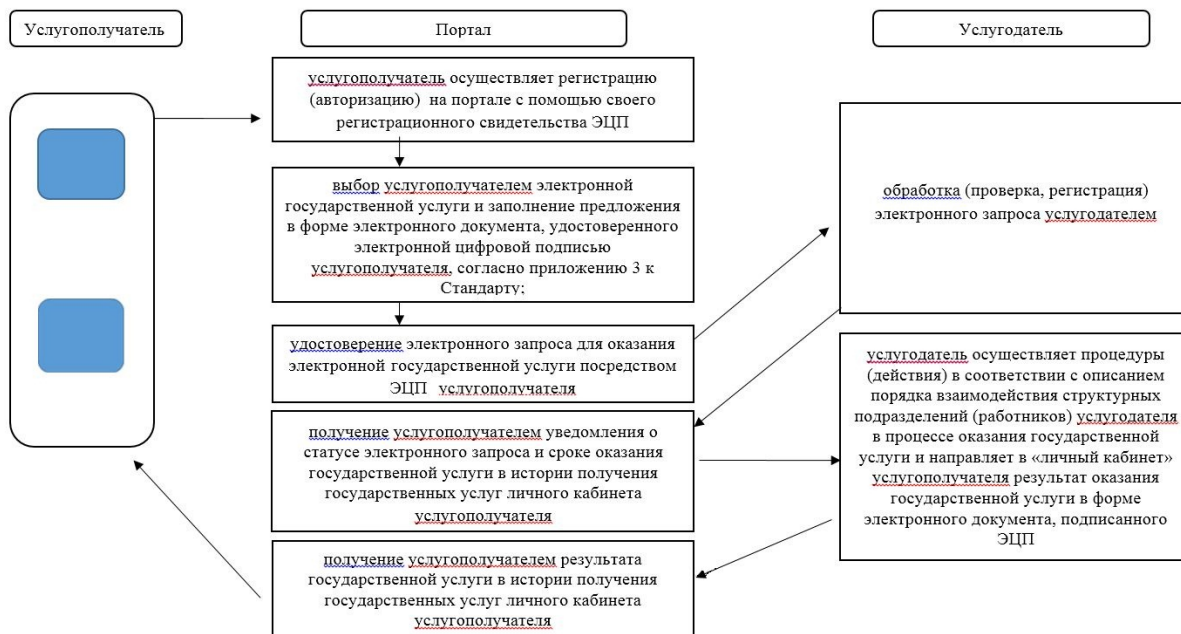 Услугополучатель
Портал
Услугодатель
услугополучатель осуществляет регистрацию
(авторизацию) на портале с помощью своего
регистрационного свидетельства ЭЦП
выбор услугополучателем электронной
государственной услуги и заполнение предложения
в форме электронного документа, удостоверенного
электронной цифровой подписью
услугополучателя, согласно приложению 3 к
Стандарту;
удостоверение электронного запроса для оказания
электронной государственной услуги посредством
ЭЦП услугополучателя
обработка (проверка, регистрация)
электронного запроса услугодателем
получение услугополучателем уведомления о
статусе электронного запроса и сроке оказания
государственной услуги в истории получения
государственных услуг личного кабинета
услугополучателя
услугодатель осуществляет процедуры
(действия) в соответствии с описанием
порядка взаимодействия структурных
подразделений (работников) услугодателя
в процессе оказания государственной
услуги и направляет в «личный кабинет»
услугополучателя результат оказания
государственной услуги в форме
электронного документа, подписанного
ЭЦП
получение услугополучателем результата
государственной услуги в истории получения
государственных услуг личного кабинета
услугополучателя